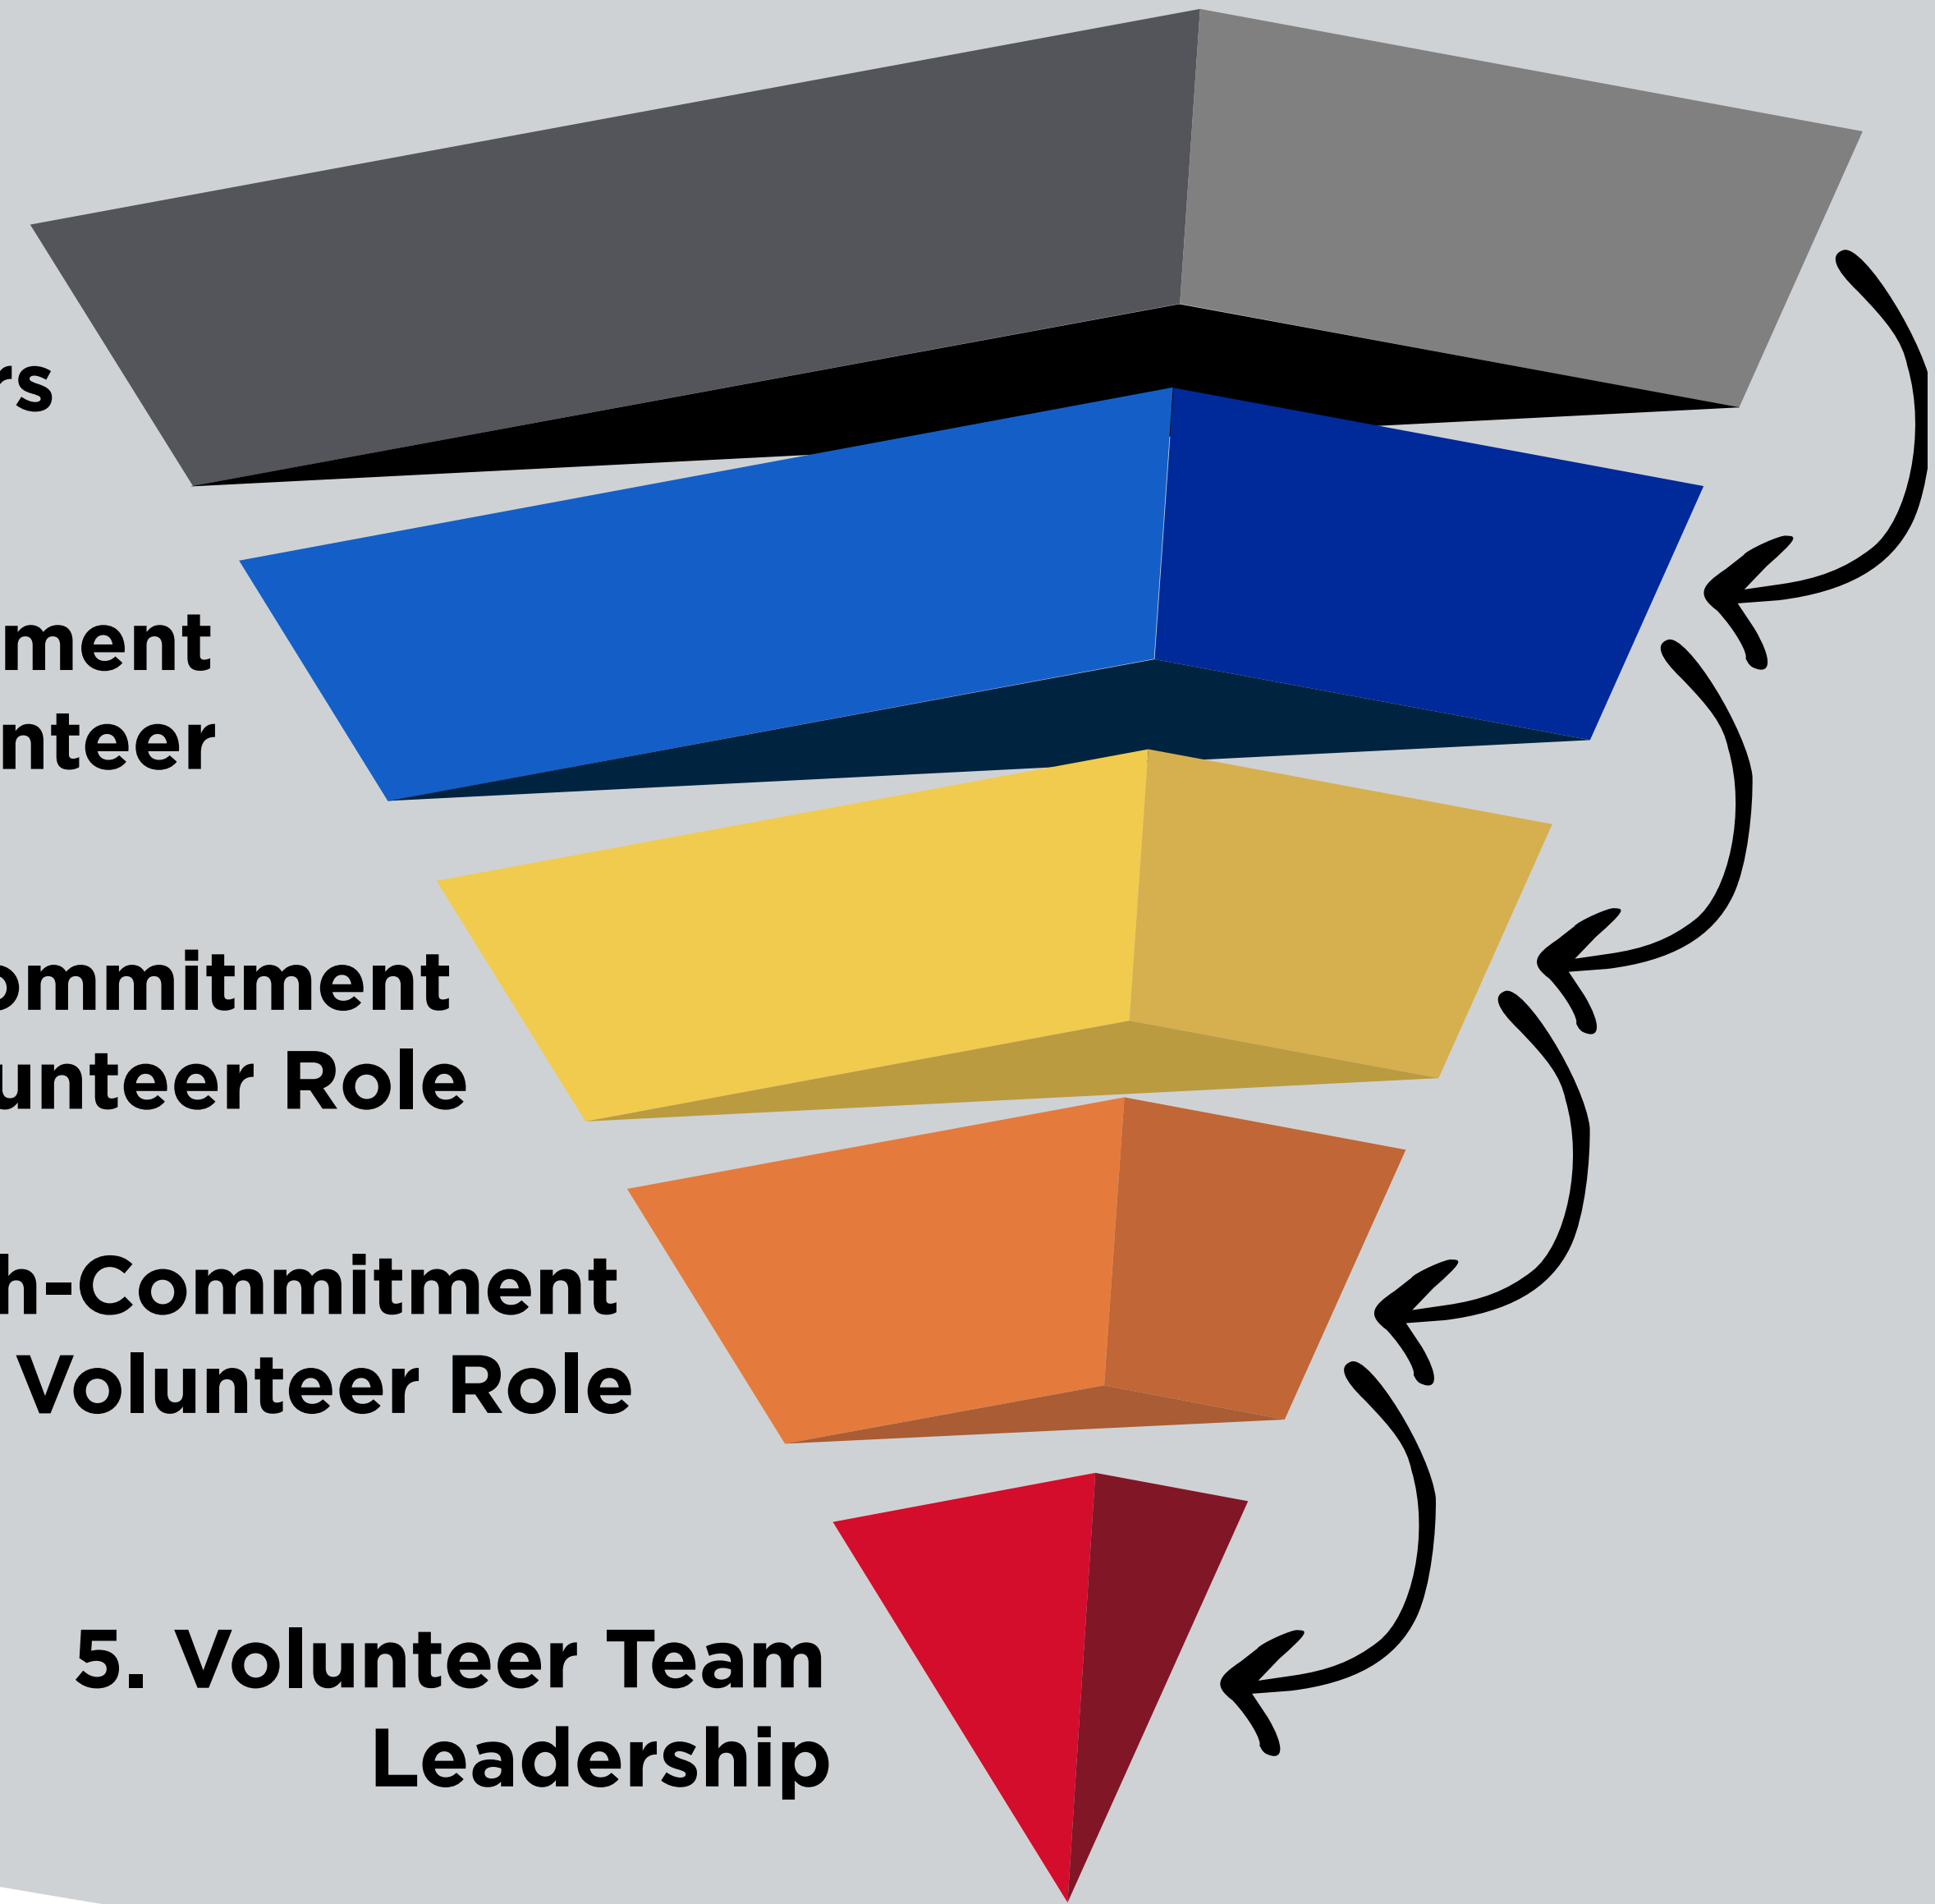 rs
ment
nteer
ommitment
unteer Role
h-Commitment
Volunteer Role
5. Volunteer Team
Leadership